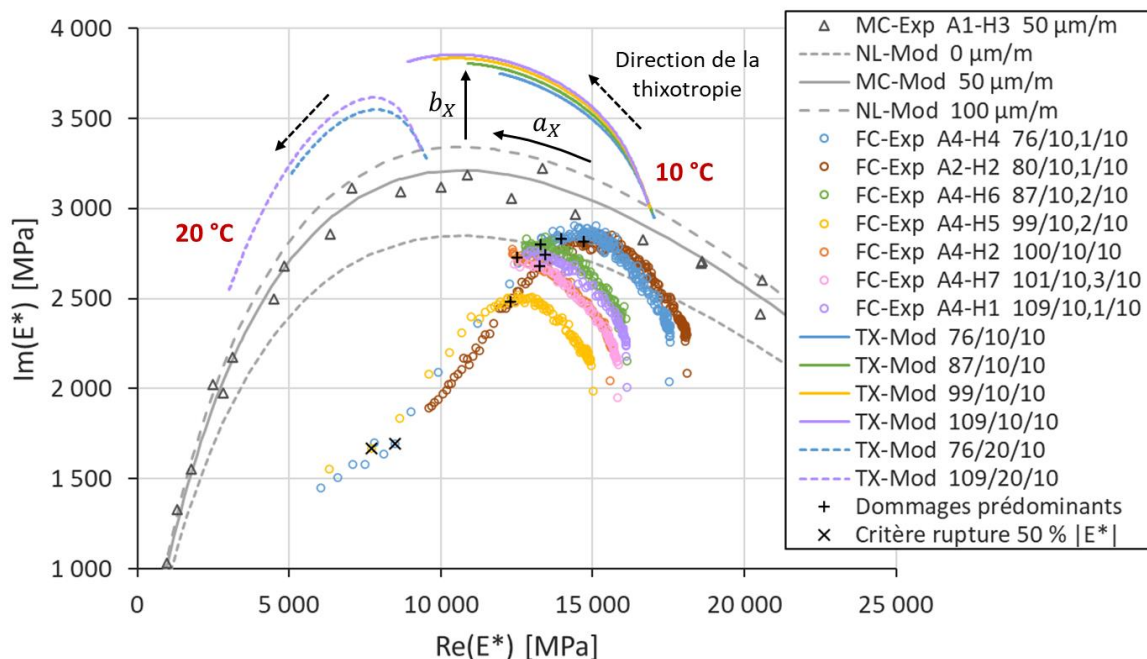 4 000
3 500
3 000
2 500
2 000
1 500
1 000
Im(E*) [MPa]
0
5 000
10 000
15 000
20 000
25 000
Re(E*) [MPa]
Direction de la
thixotropie
b_X
a_X
10 °C
20 °C
MC-Exp A1-H3 50 µm/m
NL-Mod 0 µm/m
MC-Mod 50 µm/m
NL-Mod 100 µm/m
FC-Exp A4-H4 76/10,1/10
FC-Exp A2-H2 80/10,1/10
FC-Exp A4-H6 87/10,2/10
FC-Exp A4-H5 99/10,2/10
FC-Exp A4-H2 100/10/10
FC-Exp A4-H7 101/10,3/10
FC-Exp A4-H1 109/10,1/10
TX-Mod 76/10/10
TX-Mod 87/10/10
TX-Mod 99/10/10
TX-Mod 109/10/10
TX-Mod 76/20/10
TX-Mod 109/20/10
Dommages prédominants
Critère rupture 50 % |E*|